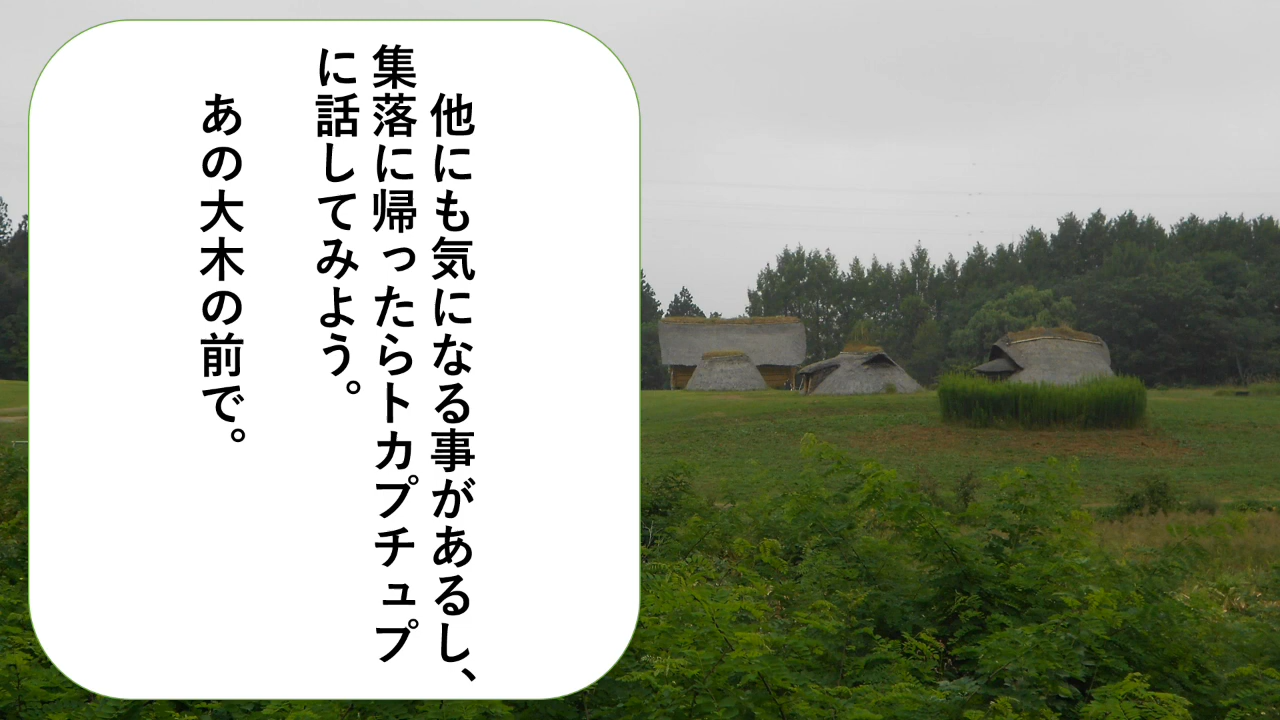 他にも気になる事があるし、
集落に帰ったらトカプチュプ
に話してみよう。
あの大木の前で。